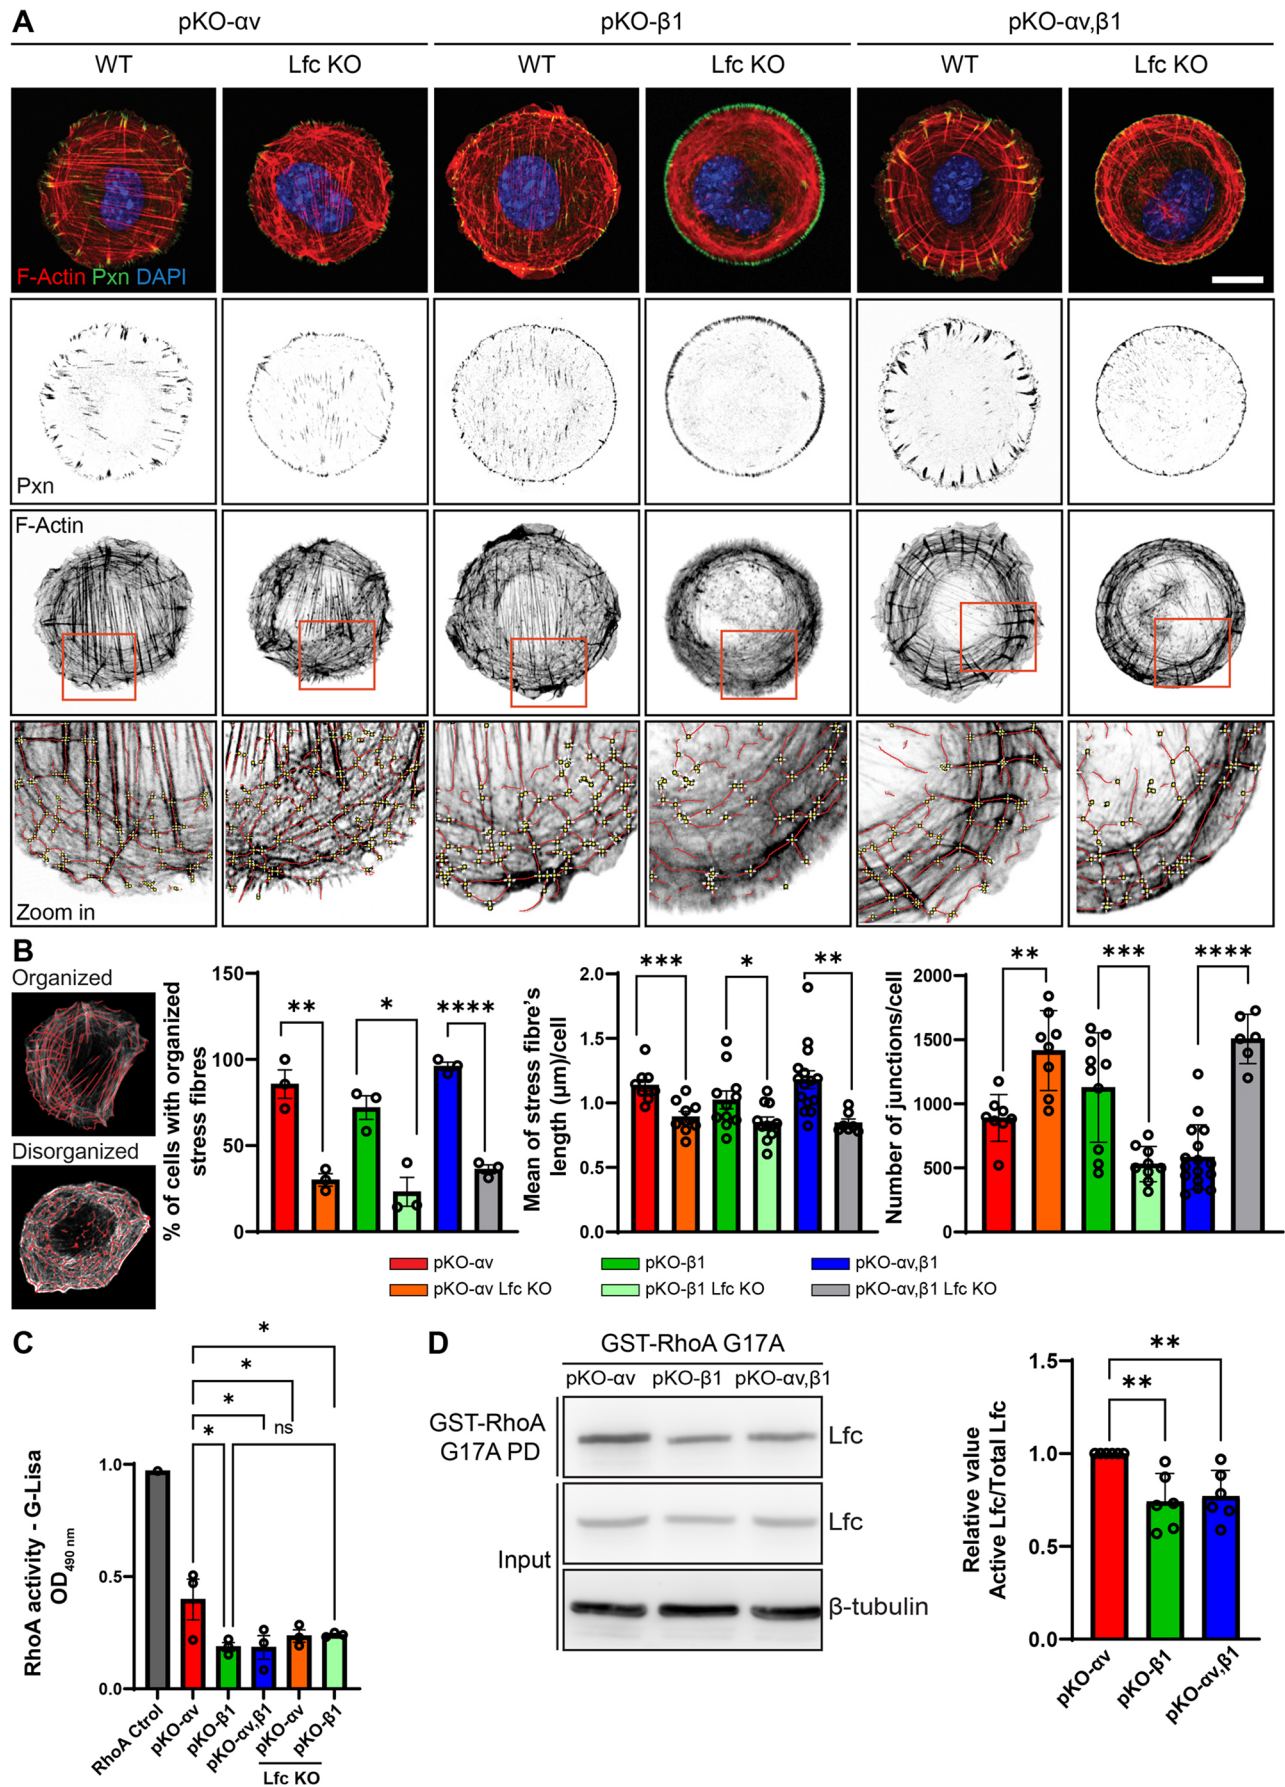 A
pKO-αv
pKO-β1
pKO-αv,β1
WT
Lfc KO
WT
Lfc KO
WT
Lfc KO
F-Actin Pxn DAPI
Pxn
F-Actin
Zoom in
B
Organized
Disorganized
% of cells with organized
stress fibres
150
100
50
0
**
*
****
Mean of stress fibre's
length (μm)/cell
2.0
1.5
1.0
0.5
0.0
***
*
**
Number of junctions/cell
2000
1500
1000
500
0
**
***
****
pKO-αv
pKO-β1
pKO-αv,β1
pKO-αv Lfc KO
pKO-β1 Lfc KO
pKO-αv,β1 Lfc KO
C
RhoA activity - G-Lisa
OD490 nm
1.0
0.5
0.0
*
*
*
*
ns
RhoA Ctrol
pKO-αv
pKO-β1
pKO-αv,β1
pKO-αv
pKO-β1
Lfc KO
D
GST-RhoA G17A
pKO-αv
pKO-β1
pKO-αv,β1
GST-RhoA
G17A PD
Lfc
Input
Lfc
β-tubulin
Relative value
Active Lfc/Total Lfc
1.5
1.0
0.5
0.0
**
**
pKO-αv
pKO-β1
pKO-αv,β1